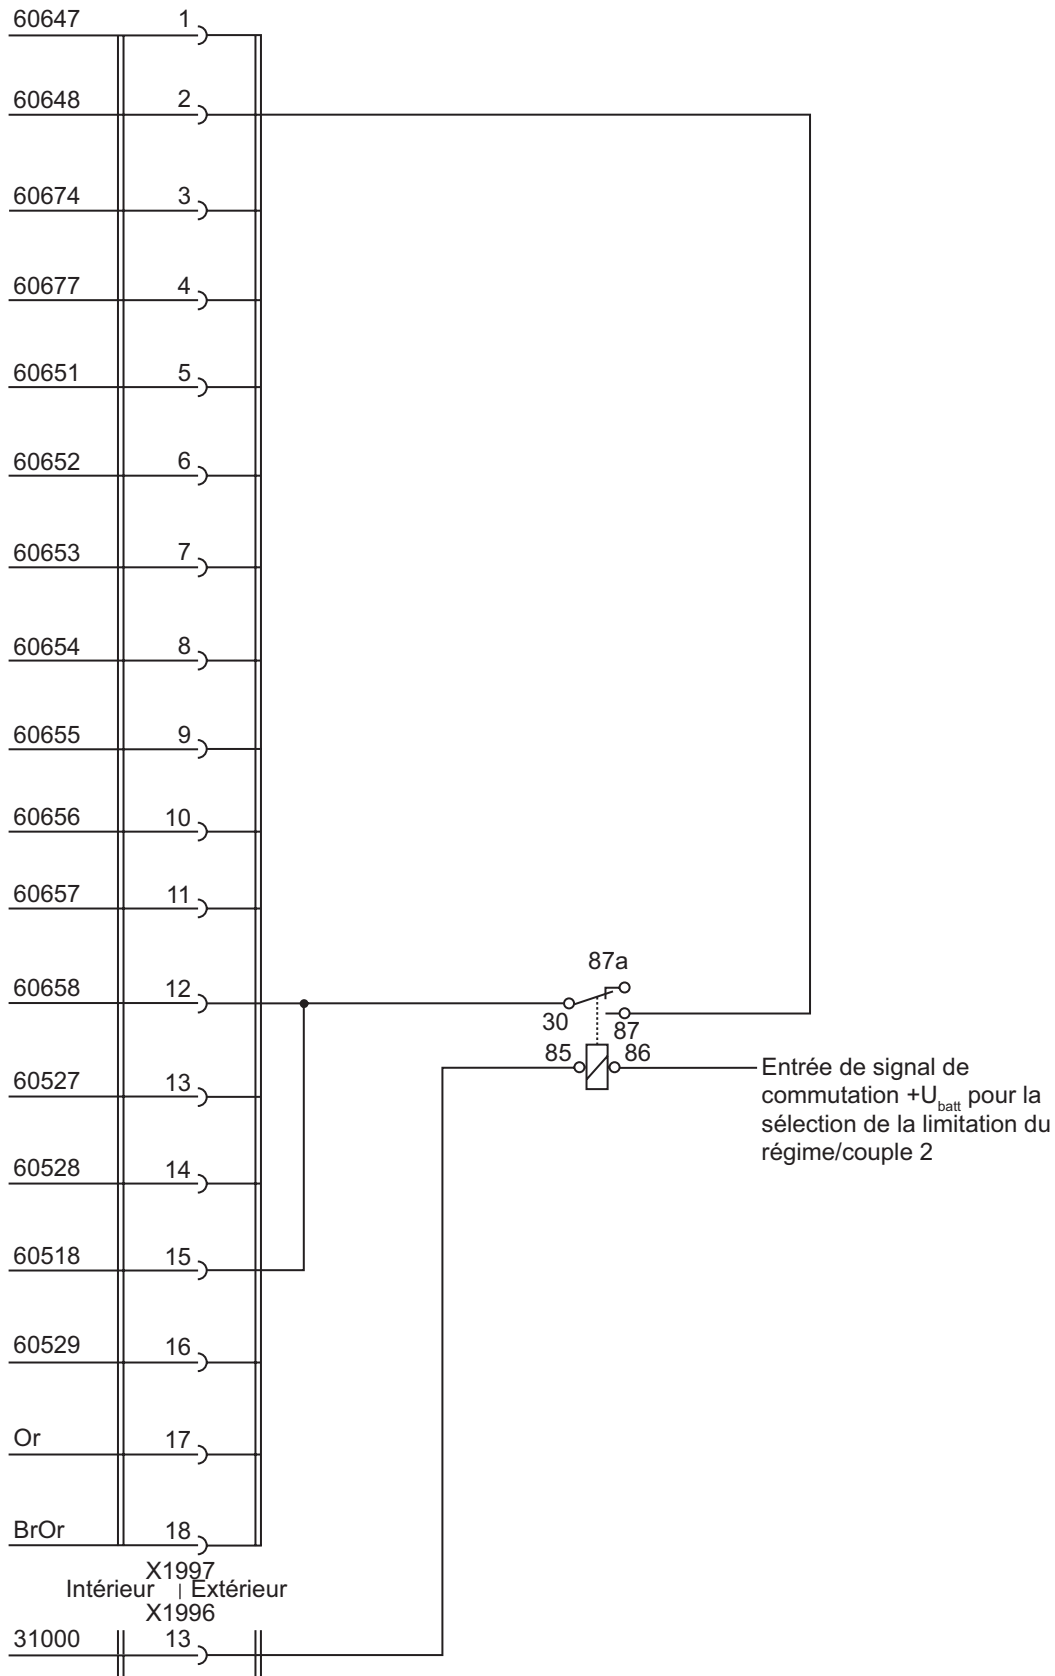 60647 1
60648 2
60674 3
60677 4
60651 5
60652 6
60653 7
60654 8
60655 9
60656 10
60657 11
87a
60658 12
30 87
85 86
Entrée de signal de
commutation +Ubatt pour la
sélection de la limitation du
régime/couple 2
60527 13
60528 14
60518 15
60529 16
Or 17
BrOr 18
X1997
Intérieur | Extérieur
X1996
31000 13